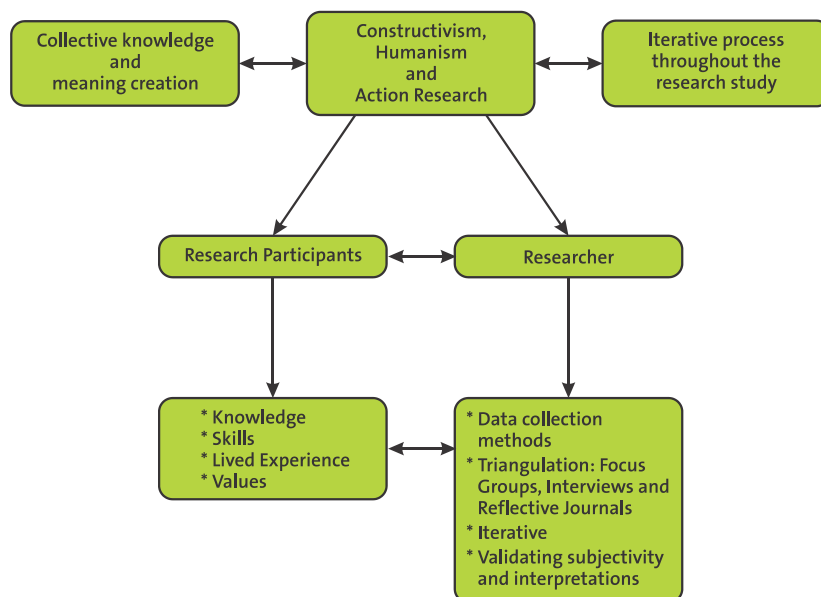 Collective knowledge
and
meaning creation
Constructivism,
Humanism
and
Action Research
Iterative process
throughout the
research study
Research Participants
Researcher
* Knowledge
* Skills
* Lived Experience
* Values
* Data collection
methods
* Triangulation: Focus
Groups, Interviews and
Reflective Journals
* Iterative
* Validating subjectivity
and interpretations